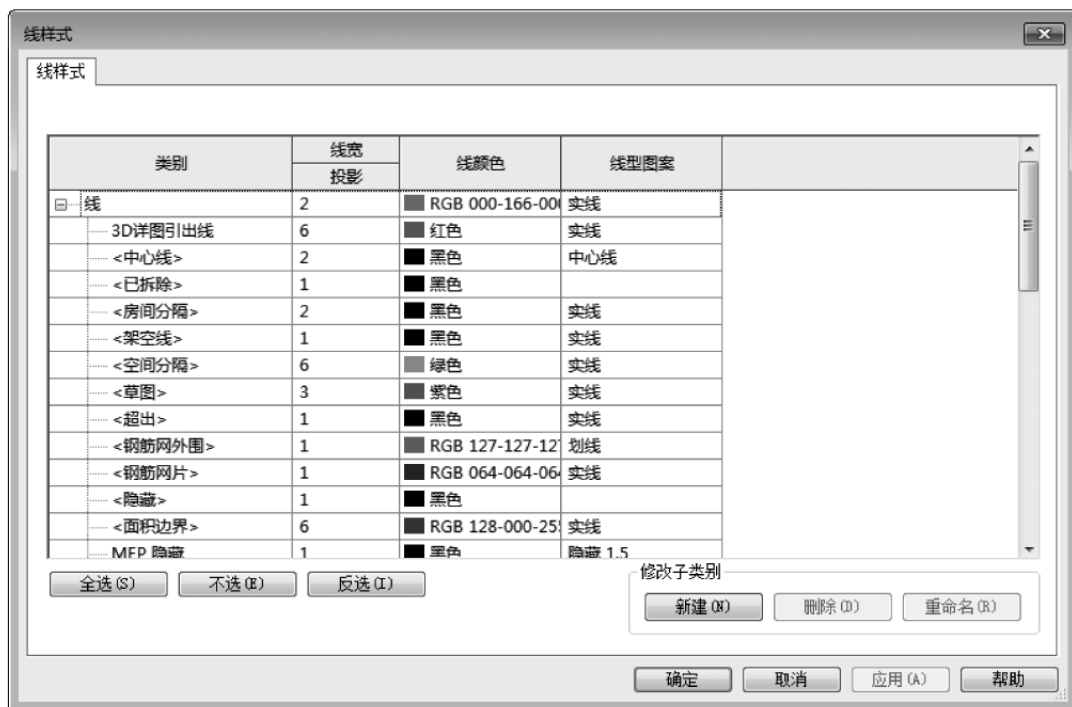 线样式
线样式
类别 线宽 线颜色 线型图案
投影
线 2 RGB 000-166-00 实线
3D详图引出线 6 红色 实线
<中心线> 2 黑色 中心线
<已拆除> 1 黑色
<房间分隔> 2 黑色 实线
<架空线> 1 黑色 实线
<空间分隔> 6 绿色 实线
<草图> 3 紫色 实线
<超出> 1 黑色 实线
<钢筋网外围> 1 RGB 127-127-12 划线
<钢筋网片> 1 RGB 064-064-06 实线
<隐藏> 1 黑色
<面积边界> 6 RGB 128-000-25 实线
MEP 隐藏 1 黑色 隐藏 1.5
全选(S) 不选(E) 反选(I)
修改子类别
新建(N) 删除(D) 重命名(R)
确定 取消 应用(A) 帮助